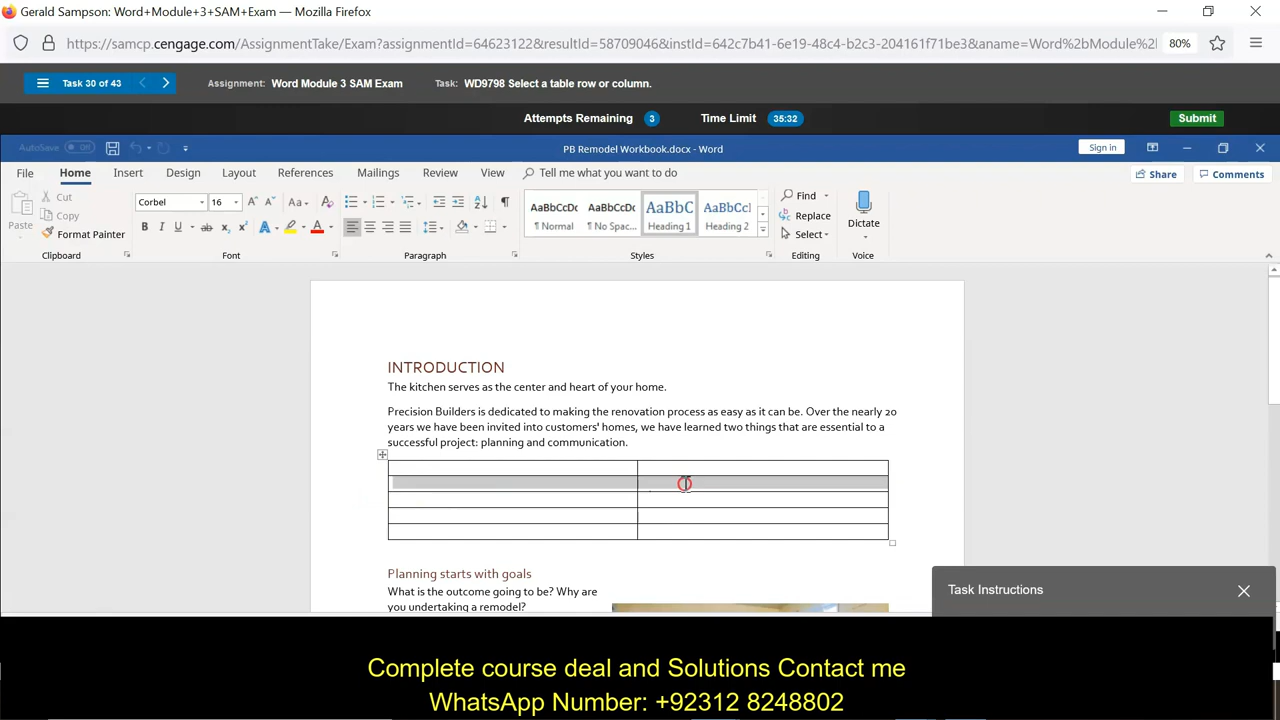 Gerald Sampson: Word+Module+3+SAM+Exam — Mozilla Firefox
https://samcp.cengage.com/AssignmentTake/Exam?assignmentId=64623122&resultId=58709046&instId=642c7b41-6e19-48c4-b2c3-204161f71be3&aname=Word%2bModule%2 80%
Task 30 of 43 Assignment: Word Module 3 SAM Exam Task: WD9798 Select a table row or column.
Attempts Remaining 3 Time Limit 35:32 Submit
AutoSave Off PB Remodel Workbook.docx - Word Sign in
File Home Insert Design Layout References Mailings Review View Tell me what you want to do Share Comments
Paste Cut Copy Format Painter
Corbel 16
AaBbCcDc AaBbCcDc AaBbC AaBbCcl
¶ Normal ¶ No Spac... Heading 1 Heading 2
Find Replace Select Dictate
Clipboard Font Paragraph Styles Editing Voice
INTRODUCTION
The kitchen serves as the center and heart of your home.
Precision Builders is dedicated to making the renovation process as easy as it can be. Over the nearly 20
years we have been invited into customers' homes, we have learned two things that are essential to a
successful project: planning and communication.
Planning starts with goals
What is the outcome going to be? Why are
you undertaking a remodel?
Task Instructions
Complete course deal and Solutions Contact me
WhatsApp Number: +92312 8248802